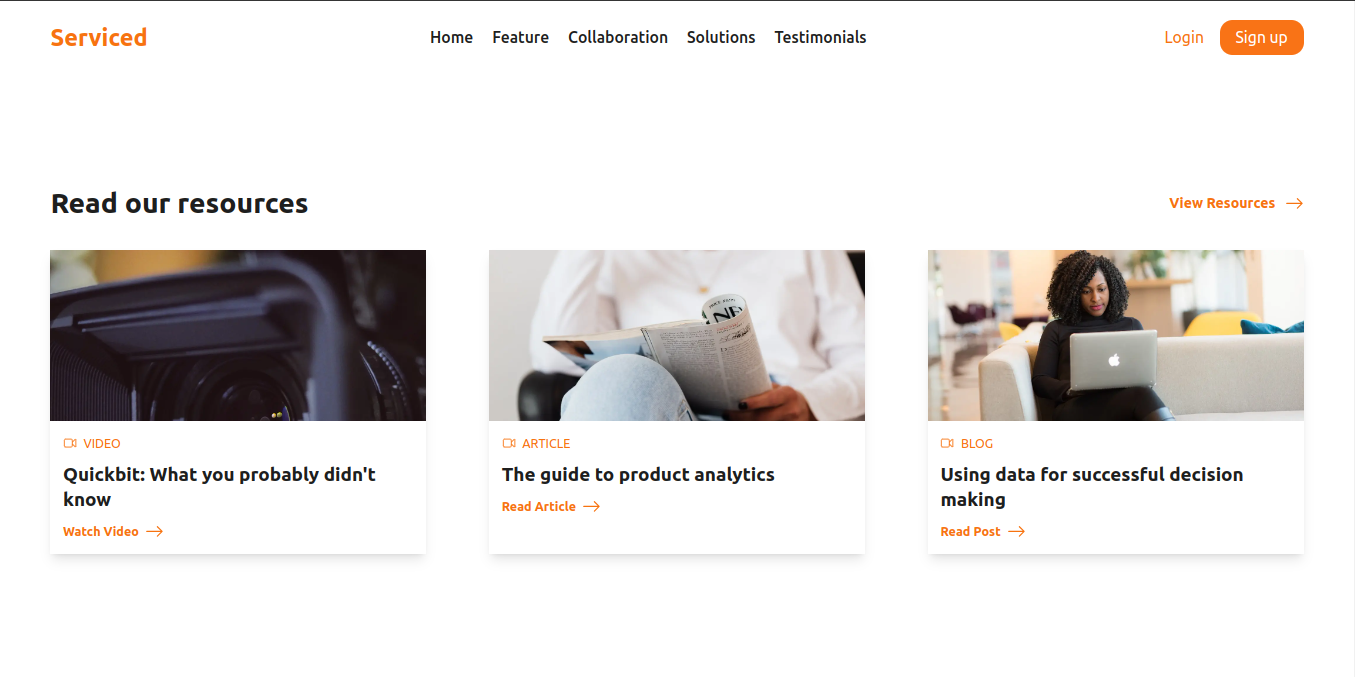 Serviced
Home Feature Collaboration Solutions Testimonials
Login Sign up
Read our resources
View Resources
VIDEO
Quickbit: What you probably didn't
know
Watch Video
ARTICLE
The guide to product analytics
Read Article
BLOG
Using data for successful decision
making
Read Post